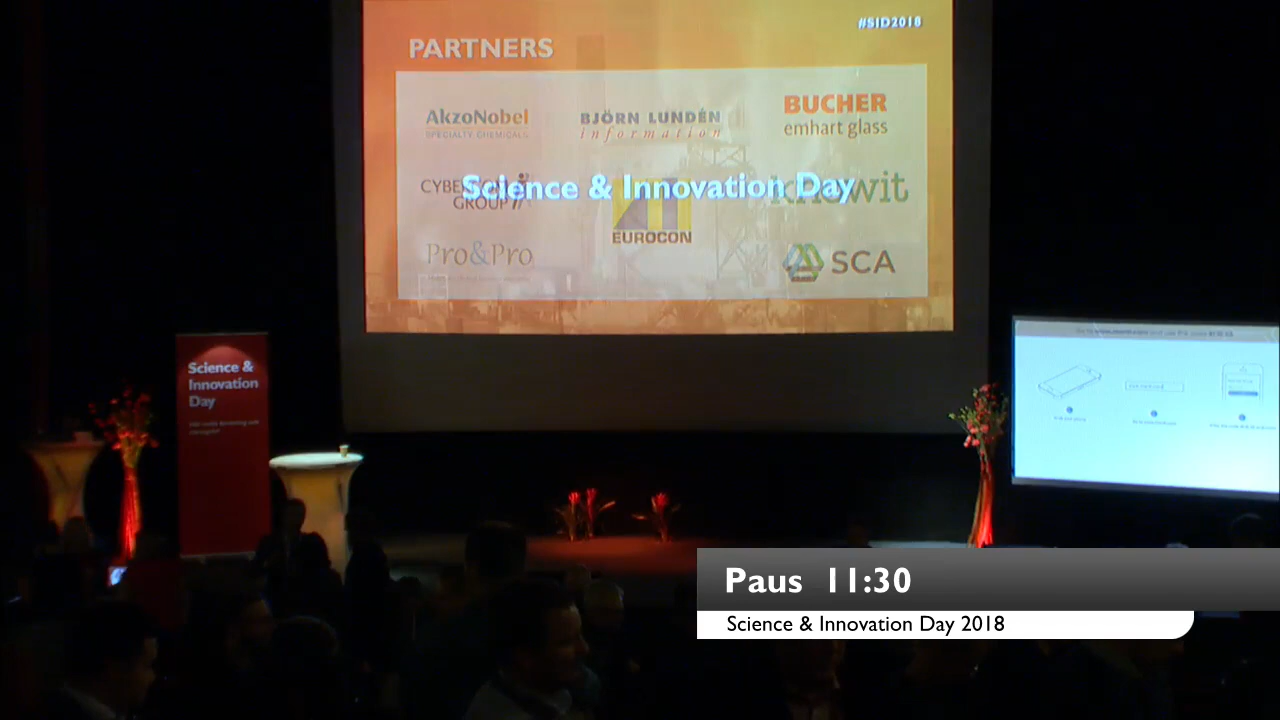 #SID2018
PARTNERS
AkzoNobel
SPECIALTY CHEMICALS
BJÖRN LUNDÉN
information
BUCHER
emhart glass
GROUP
Science & Innovation Day
knowit
EUROCON
Pro&Pro
SCA
Science &
Innovation
Day
Paus 11:30
Science & Innovation Day 2018